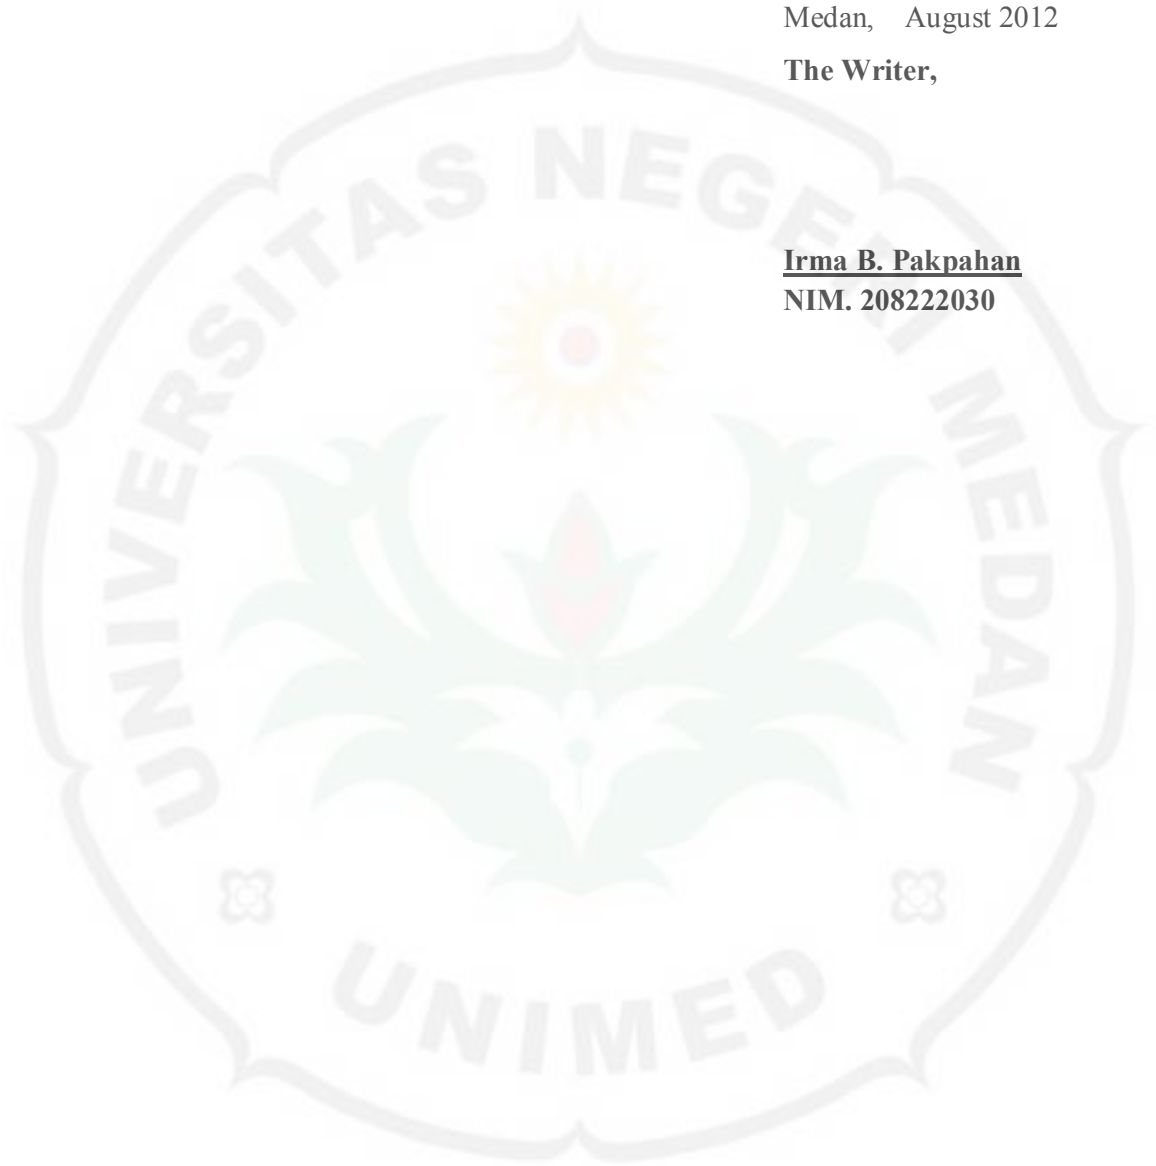 Medan, August 2012
The Writer,
Irma B. Pakpahan
NIM. 208222030
UNIVERSITAS NEGERI MEDAN
UNIMED